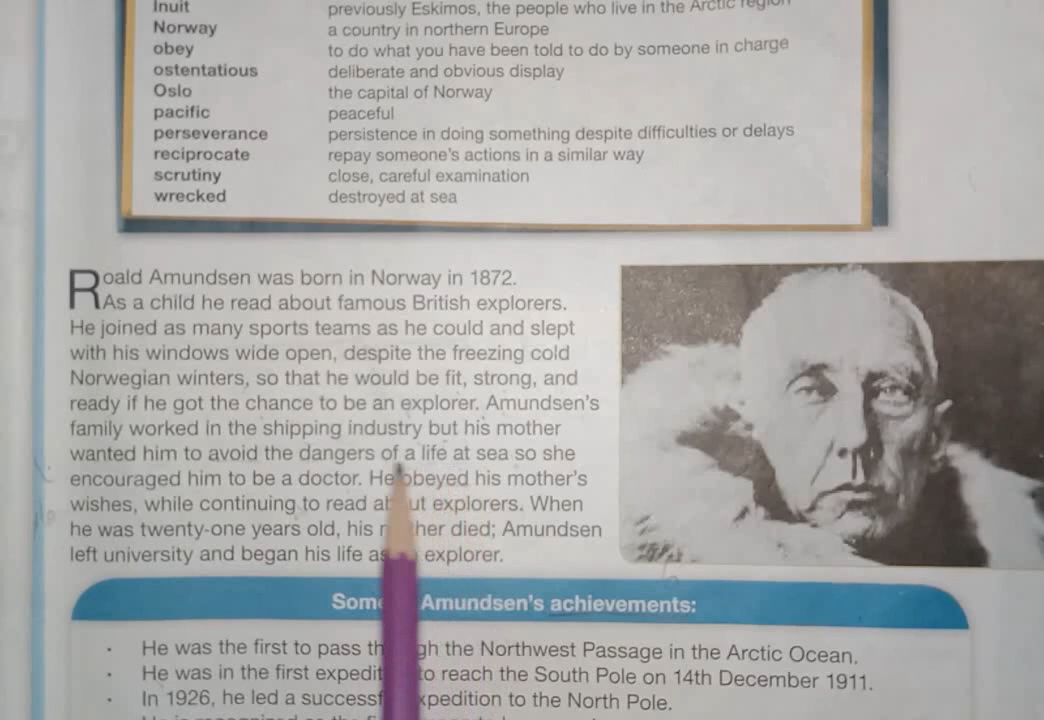 Inuit previously Eskimos, the people who live in the Arctic region
Norway a country in northern Europe
obey to do what you have been told to do by someone in charge
ostentatious deliberate and obvious display
Oslo the capital of Norway
pacific peaceful
perseverance persistence in doing something despite difficulties or delays
reciprocate repay someone's actions in a similar way
scrutiny close, careful examination
wrecked destroyed at sea
Roald Amundsen was born in Norway in 1872.
As a child he read about famous British explorers.
He joined as many sports teams as he could and slept
with his windows wide open, despite the freezing cold
Norwegian winters, so that he would be fit, strong, and
ready if he got the chance to be an explorer. Amundsen's
family worked in the shipping industry but his mother
wanted him to avoid the dangers of a life at sea so she
encouraged him to be a doctor. He obeyed his mother's
wishes, while continuing to read about explorers. When
he was twenty-one years old, his mother died; Amundsen
left university and began his life as explorer.
Some Amundsen's achievements:
· He was the first to pass through the Northwest Passage in the Arctic Ocean.
· He was in the first expedition to reach the South Pole on 14th December 1911.
· In 1926, he led a successful expedition to the North Pole.